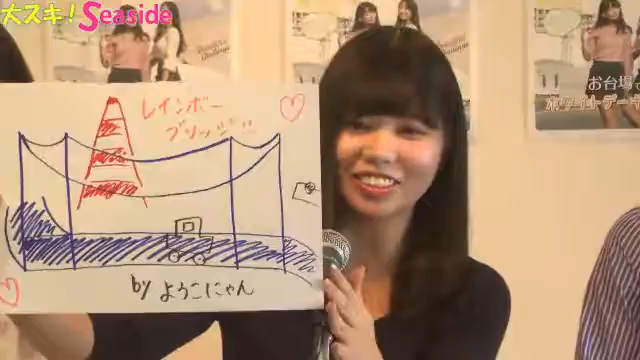 大スキ！Seaside
お台場
ホワイトデー
レインボー
ブリッジ!!
by ようこにゃん